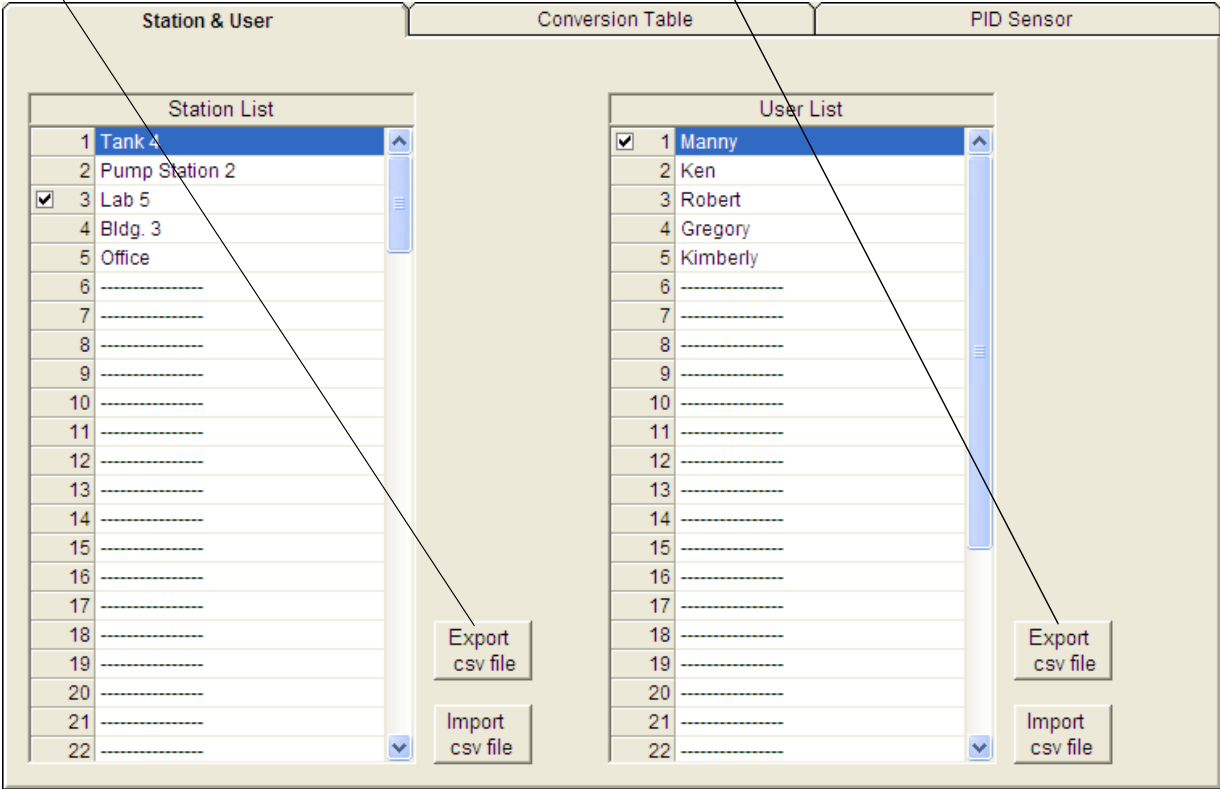 Station & User
Conversion Table
PID Sensor
Station List
1 Tank 4
2 Pump Station 2
3 Lab 5
4 Bldg. 3
5 Office
6 ----------------
7 ----------------
8 ----------------
9 ----------------
10 ----------------
11 ----------------
12 ----------------
13 ----------------
14 ----------------
15 ----------------
16 ----------------
17 ----------------
18 ----------------
19 ----------------
20 ----------------
21 ----------------
22 ----------------
Export
csv file
Import
csv file
User List
1 Manny
2 Ken
3 Robert
4 Gregory
5 Kimberly
6 ----------------
7 ----------------
8 ----------------
9 ----------------
10 ----------------
11 ----------------
12 ----------------
13 ----------------
14 ----------------
15 ----------------
16 ----------------
17 ----------------
18 ----------------
19 ----------------
20 ----------------
21 ----------------
22 ----------------
Export
csv file
Import
csv file